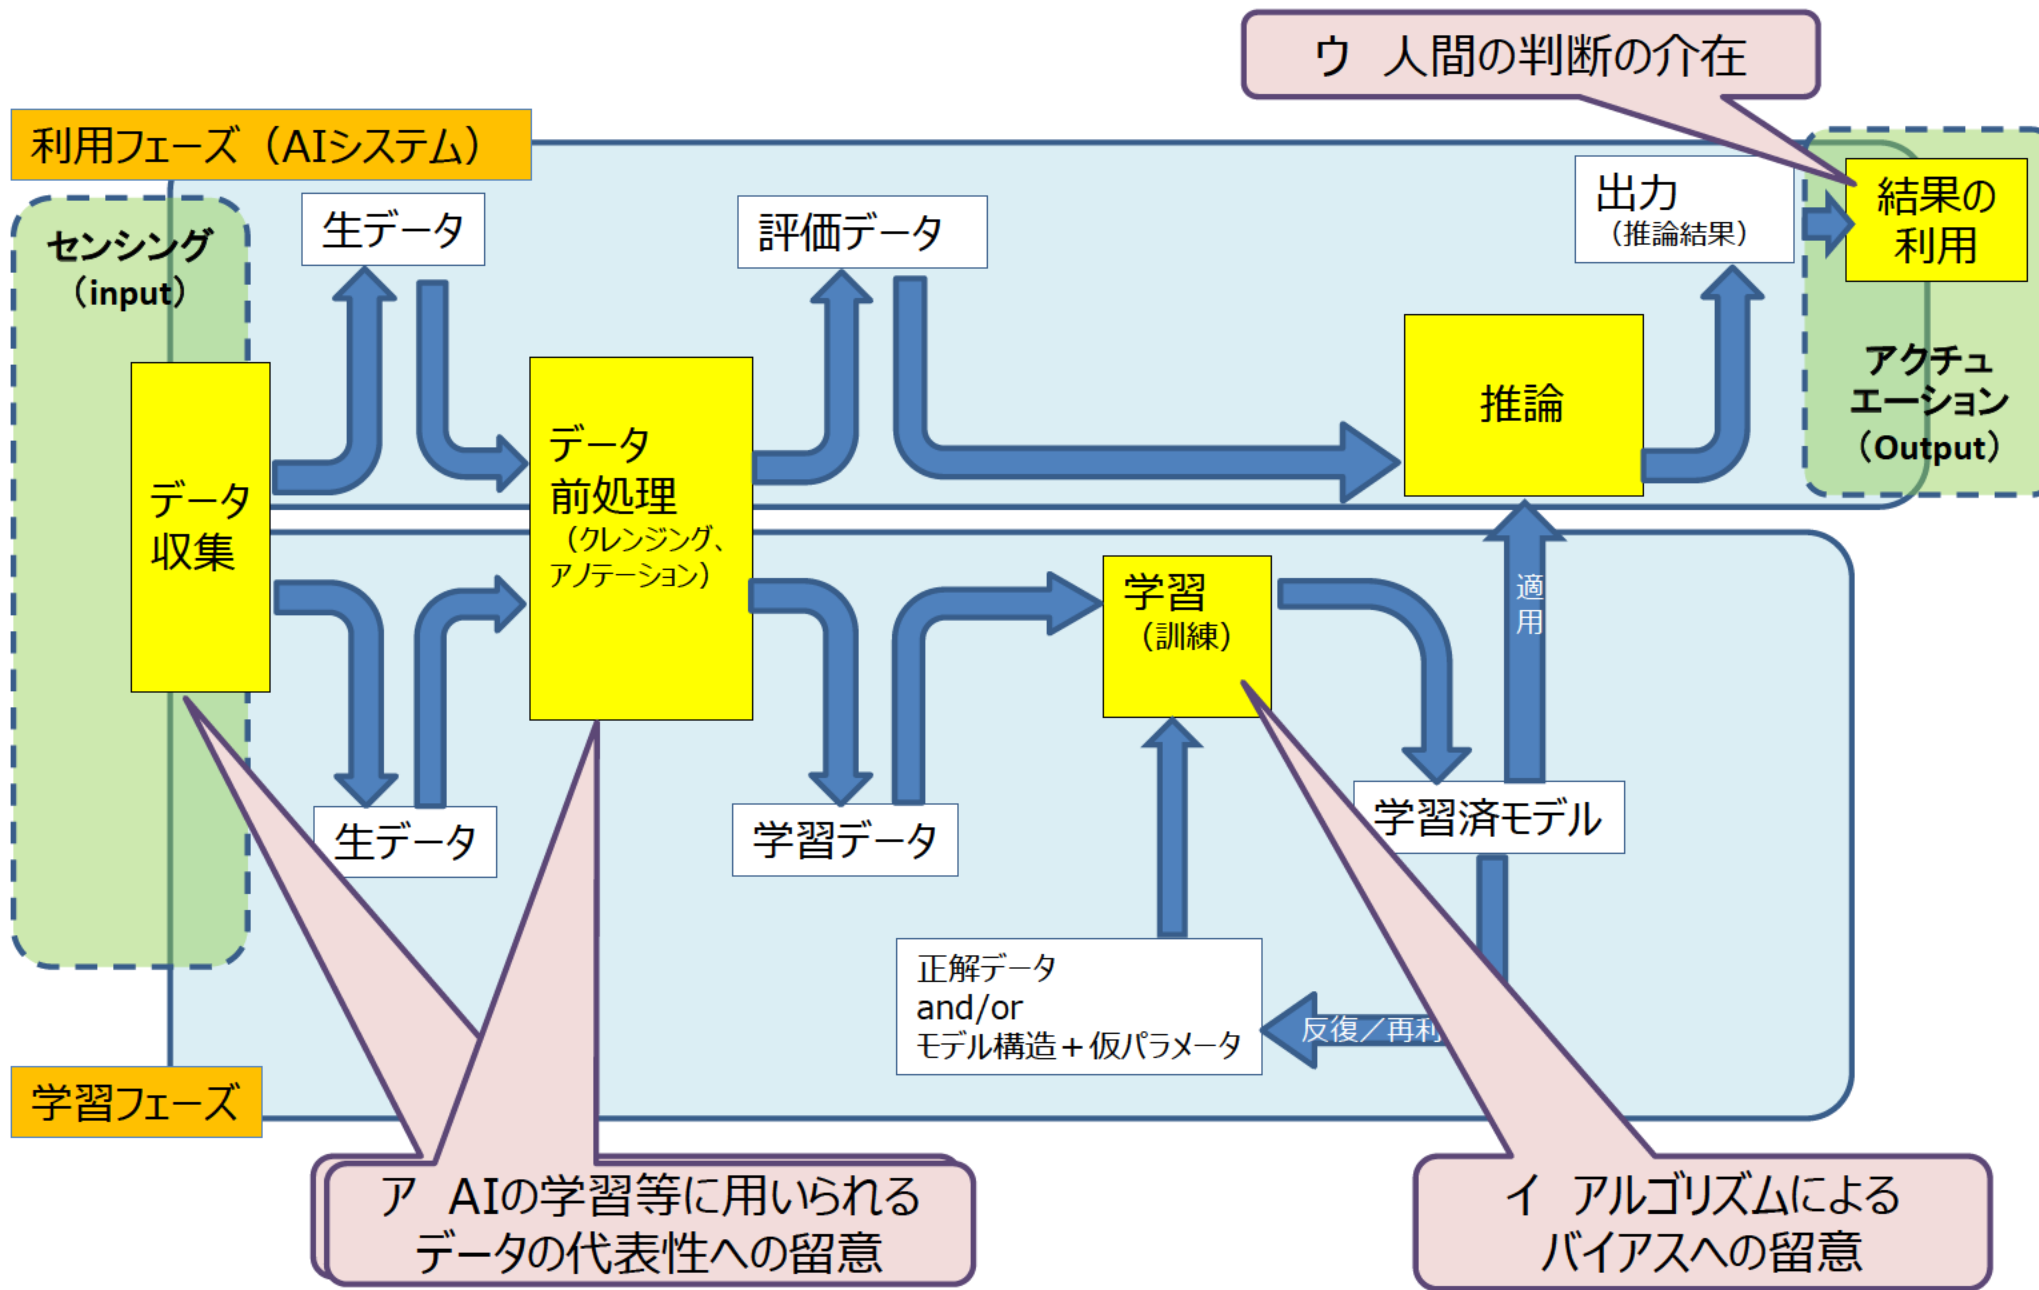 ウ 人間の判断の介在
利用フェーズ（AIシステム）
センシング
（input）
生データ
評価データ
出力
（推論結果）
結果の
利用
アクチュ
エーション
（Output）
データ
収集
データ
前処理
（クレンジング、
アノテーション）
推論
学習
（訓練）
適
用
生データ
学習データ
学習済モデル
正解データ
and/or
モデル構造＋仮パラメータ
反復／再利
学習フェーズ
ア AIの学習等に用いられる
データの代表性への留意
イ アルゴリズムによる
バイアスへの留意